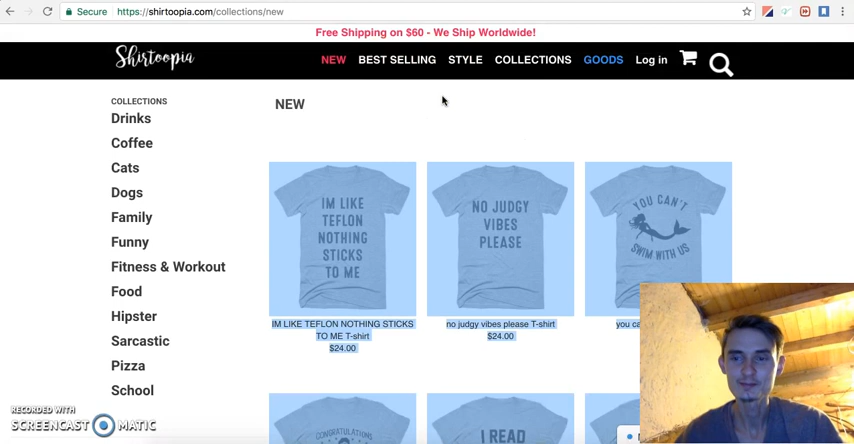 Secure https://shirtoopia.com/collections/new
Free Shipping on $60 - We Ship Worldwide!
Shirtoopia
NEW BEST SELLING STYLE COLLECTIONS GOODS Log in
COLLECTIONS
Drinks
Coffee
Cats
Dogs
Family
Funny
Fitness & Workout
Food
Hipster
Sarcastic
Pizza
School
NEW
IM LIKE
TEFLON
NOTHING
STICKS
TO ME
NO JUDGY
VIBES
PLEASE
YOU CAN'T
SWIM WITH US
IM LIKE TEFLON NOTHING STICKS
TO ME T-shirt
$24.00
no judgy vibes please T-shirt
$24.00
you ca
CONGRATULATIONS
I READ
RECORDED WITH
SCREENCAST MATIC